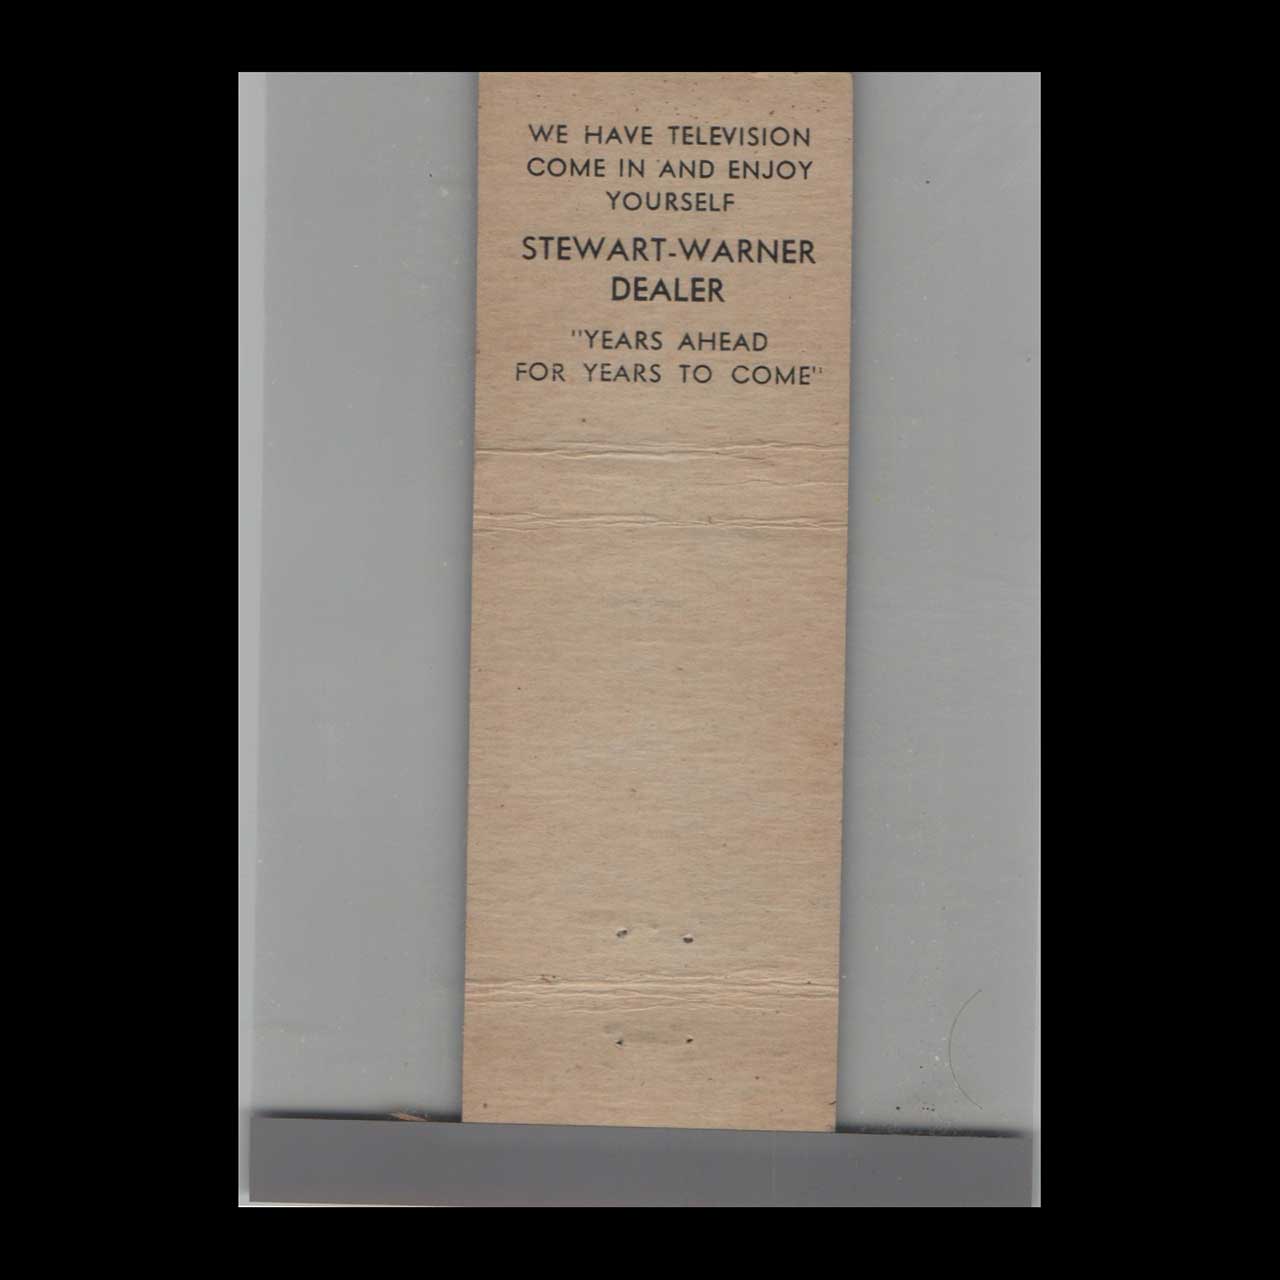 WE HAVE TELEVISION
COME IN AND ENJOY
YOURSELF
STEWART-WARNER
DEALER
"YEARS AHEAD
FOR YEARS TO COME"